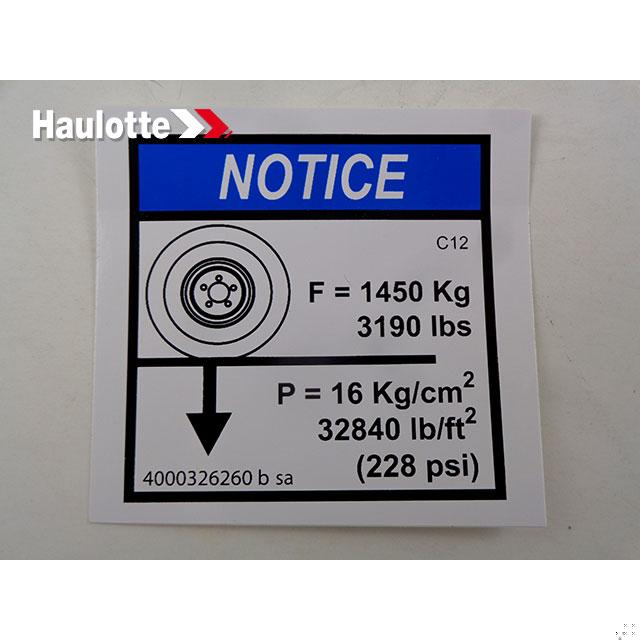 Haulotte
NOTICE
C12
F = 1450 Kg
3190 lbs
P = 16 Kg/cm²
32840 lb/ft²
(228 psi)
4000326260 b sa